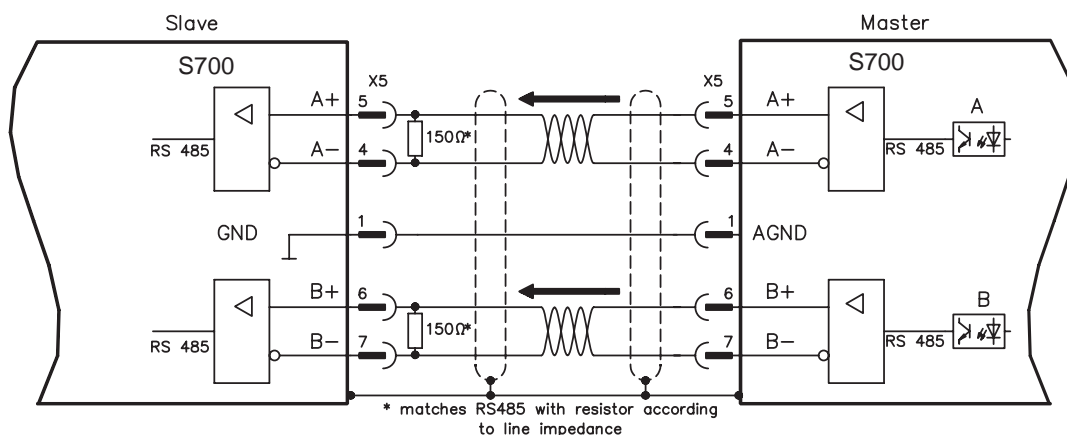 Slave
Master
S700
S700
X5
X5
A+
5
5
A+
A
150Ω*
RS 485
A-
4
4
A-
RS 485
GND
1
1
AGND
B+
6
6
B+
B
150Ω*
RS 485
B-
7
7
B-
RS 485
* matches RS485 with resistor according
to line impedance